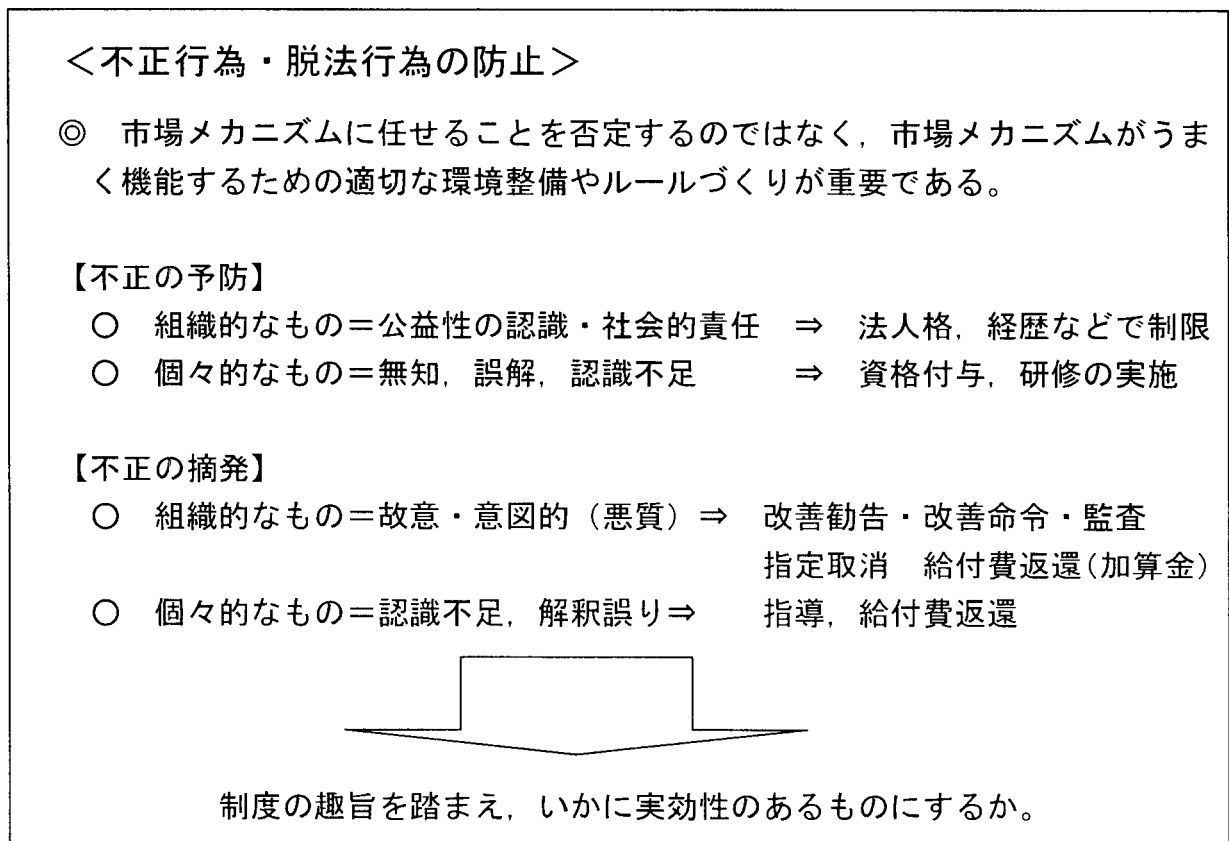 ＜不正行為・脱法行為の防止＞
◎　市場メカニズムに任せることを否定するのではなく，市場メカニズムがうま
く機能するための適切な環境整備やルールづくりが重要である。
【不正の予防】
○　組織的なもの＝公益性の認識・社会的責任　⇒　法人格，経歴などで制限
○　個々的なもの＝無知，誤解，認識不足　⇒　資格付与，研修の実施
【不正の摘発】
○　組織的なもの＝故意・意図的（悪質）⇒　改善勧告・改善命令・監査
指定取消　給付費返還（加算金）
○　個々的なもの＝認識不足，解釈誤り⇒　指導，給付費返還
制度の趣旨を踏まえ，いかに実効性のあるものにするか。